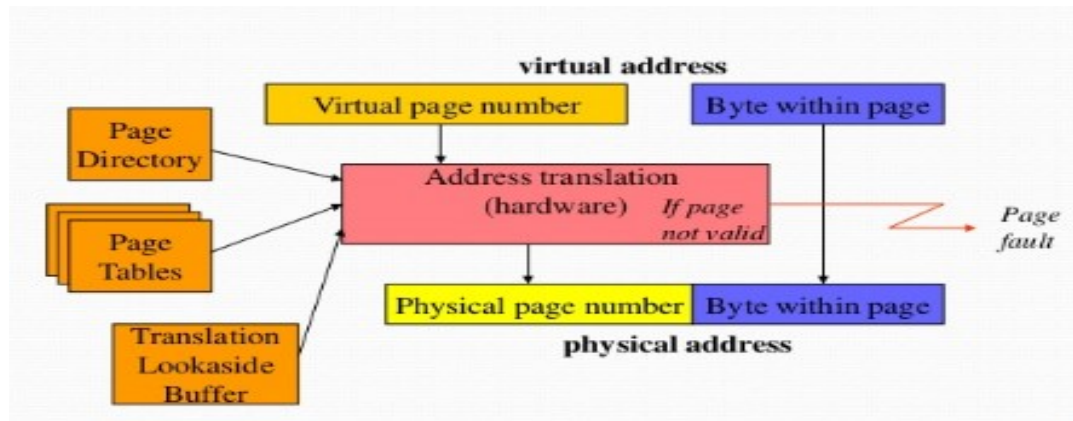 virtual address
Virtual page number
Byte within page
Page
Directory
Address translation
(hardware)
If page
not valid
Page
fault
Page
Tables
Physical page number
Byte within page
physical address
Translation
Lookaside
Buffer